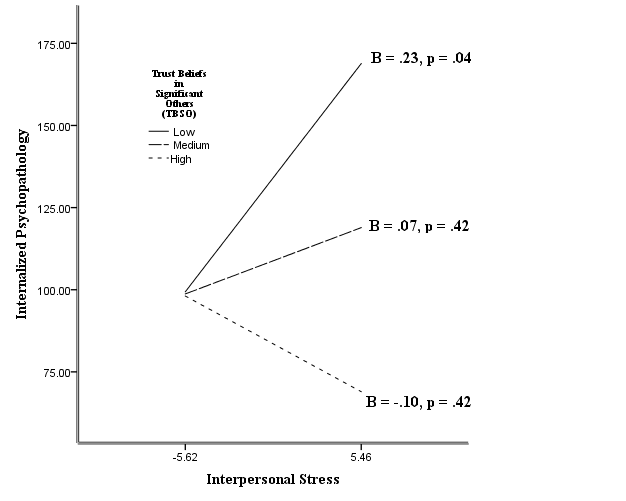 175.00
150.00
125.00
100.00
75.00
Internalized Psychopathology
Trust Beliefs
in
Significant
Others
(TBSO)
Low
Medium
High
B = .23, p = .04
B = .07, p = .42
B = -.10, p = .42
-5.62
5.46
Interpersonal Stress